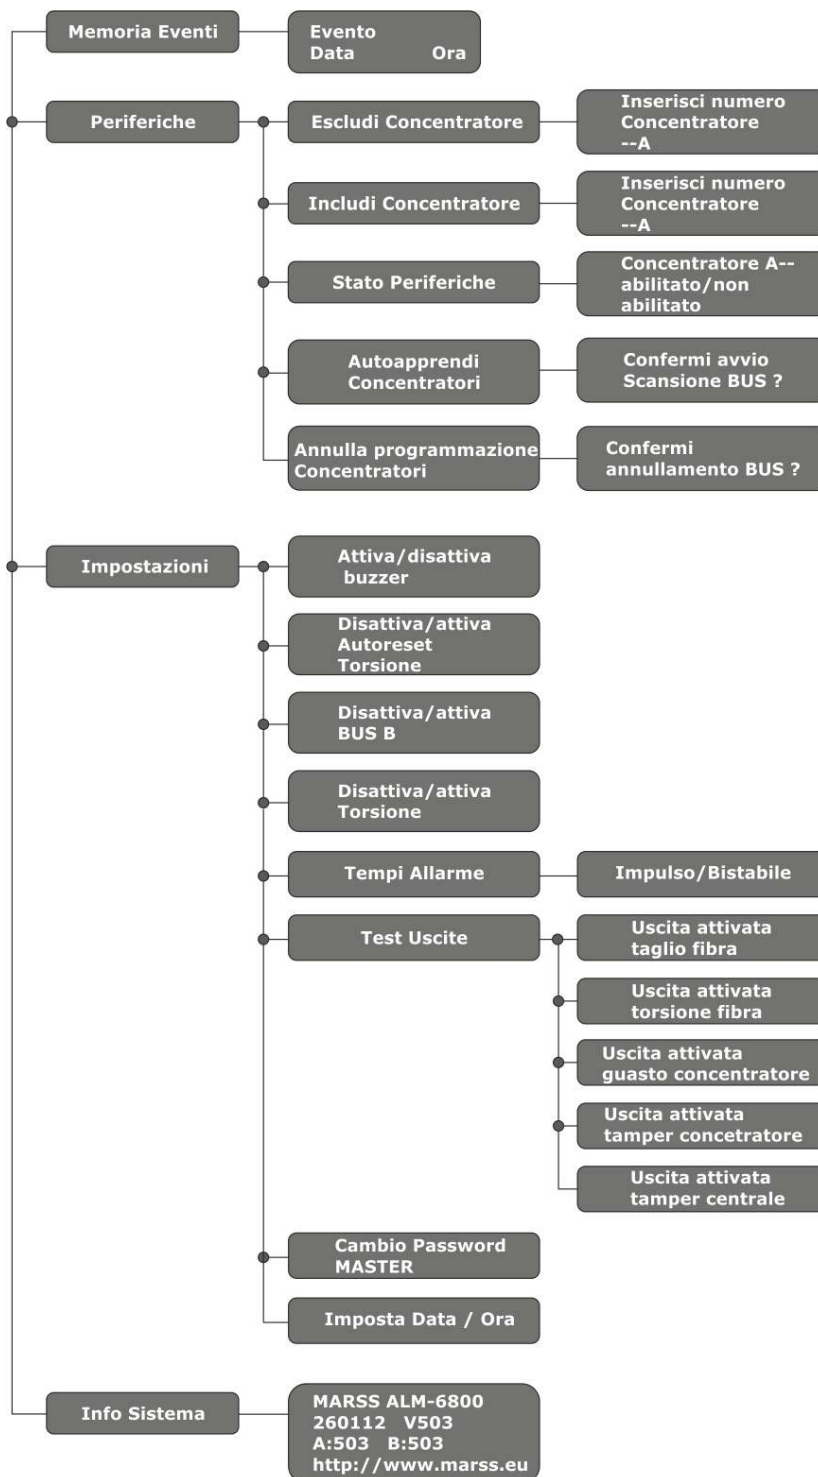 Memoria Eventi
Evento
Data Ora
Periferiche
Escludi Concentratore
Inserisci numero
Concentratore
--A
Includi Concentratore
Inserisci numero
Concentratore
--A
Stato Periferiche
Concentratore A--
abilitato/non
abilitato
Autoapprendi
Concentratori
Confermi avvio
Scansione BUS ?
Annulla programmazione
Concentratori
Confermi
annullamento BUS ?
Impostazioni
Attiva/disattiva
buzzer
Disattiva/attiva
Autoreset
Torsione
Disattiva/attiva
BUS B
Disattiva/attiva
Torsione
Tempi Allarme
Impulso/Bistabile
Test Uscite
Uscita attivata
taglio fibra
Uscita attivata
torsione fibra
Uscita attivata
guasto concentratore
Uscita attivata
tamper concetratore
Uscita attivata
tamper centrale
Cambio Password
MASTER
Imposta Data / Ora
Info Sistema
MARSS ALM-6800
260112 V503
A:503 B:503
http://www.marss.eu